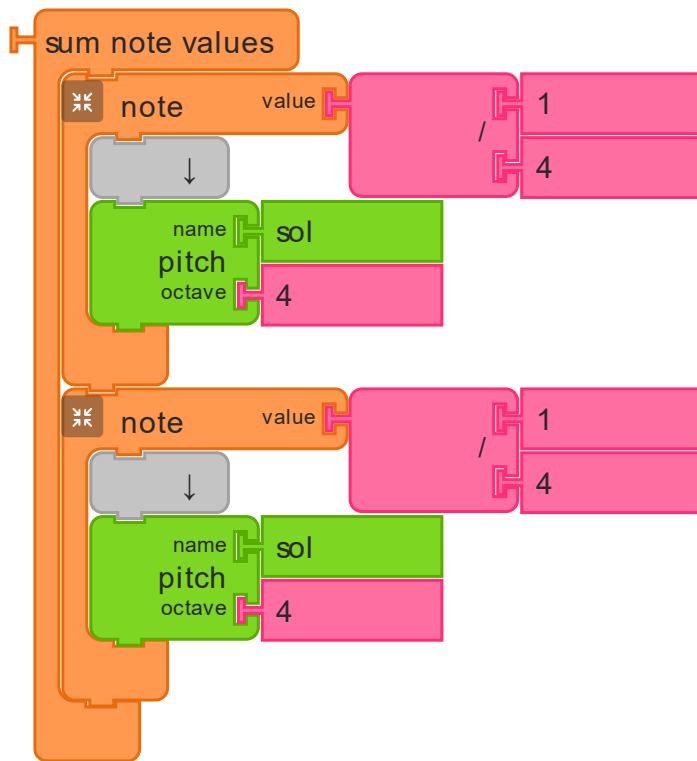 sum note values
note value 1
/
4
↓
name sol
pitch
octave 4
note value 1
/
4
↓
name sol
pitch
octave 4